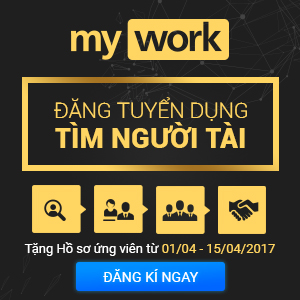 my work
ĐĂNG TUYỂN DỤNG
TÌM NGƯỜI TÀI
Tặng Hồ sơ ứng viên từ 01/04 - 15/04/2017
ĐĂNG KÍ NGAY